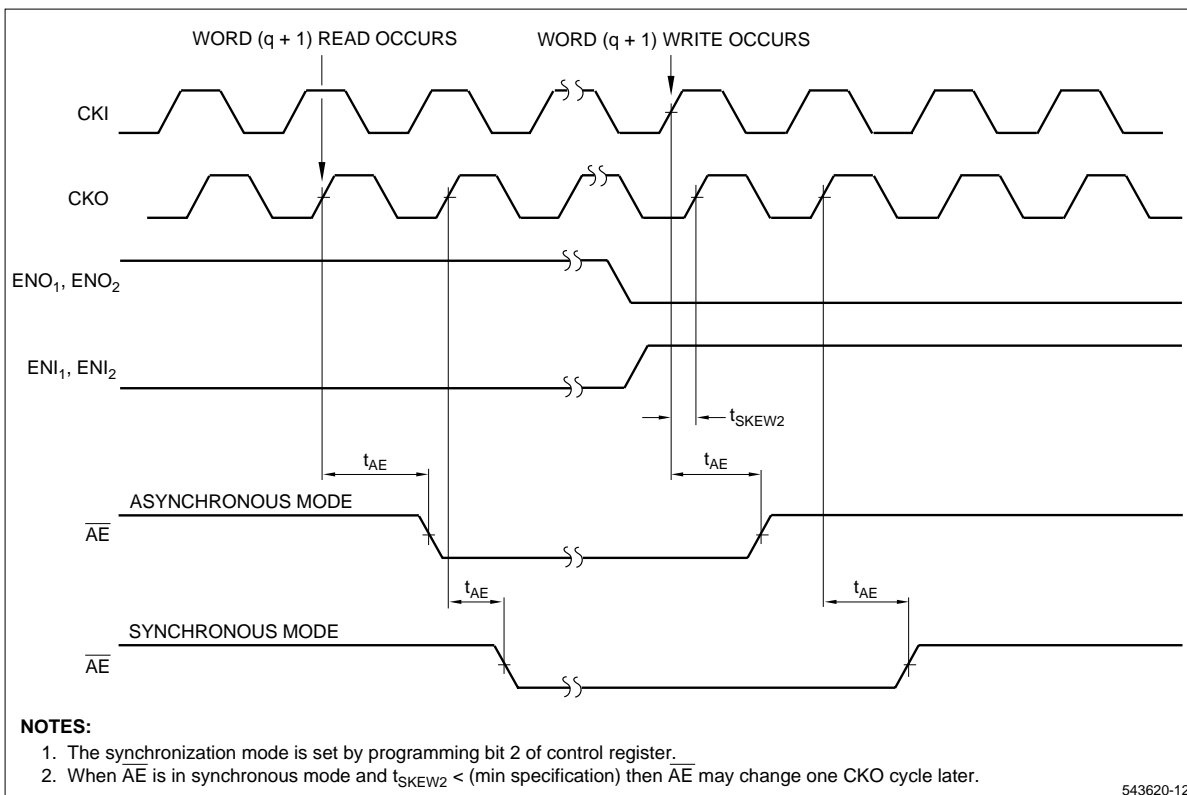 WORD (q + 1) READ OCCURS
WORD (q + 1) WRITE OCCURS
CKI
CKO
ENO1, ENO2
ENI1, ENI2
tSKEW2
tAE
tAE
ASYNCHRONOUS MODE
AE
tAE
tAE
SYNCHRONOUS MODE
AE
NOTES:
1. The synchronization mode is set by programming bit 2 of control register.
2. When AE is in synchronous mode and tSKEW2 < (min specification) then AE may change one CKO cycle later.
543620-12